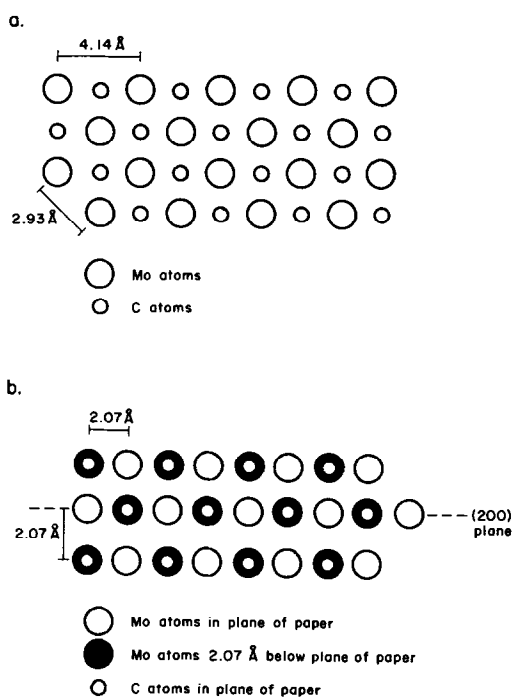 a.
4.14 Å
2.93 Å
Mo atoms
C atoms
b.
2.07 Å
2.07 Å
(200)
plane
Mo atoms in plane of paper
Mo atoms 2.07 Å below plane of paper
C atoms in plane of paper